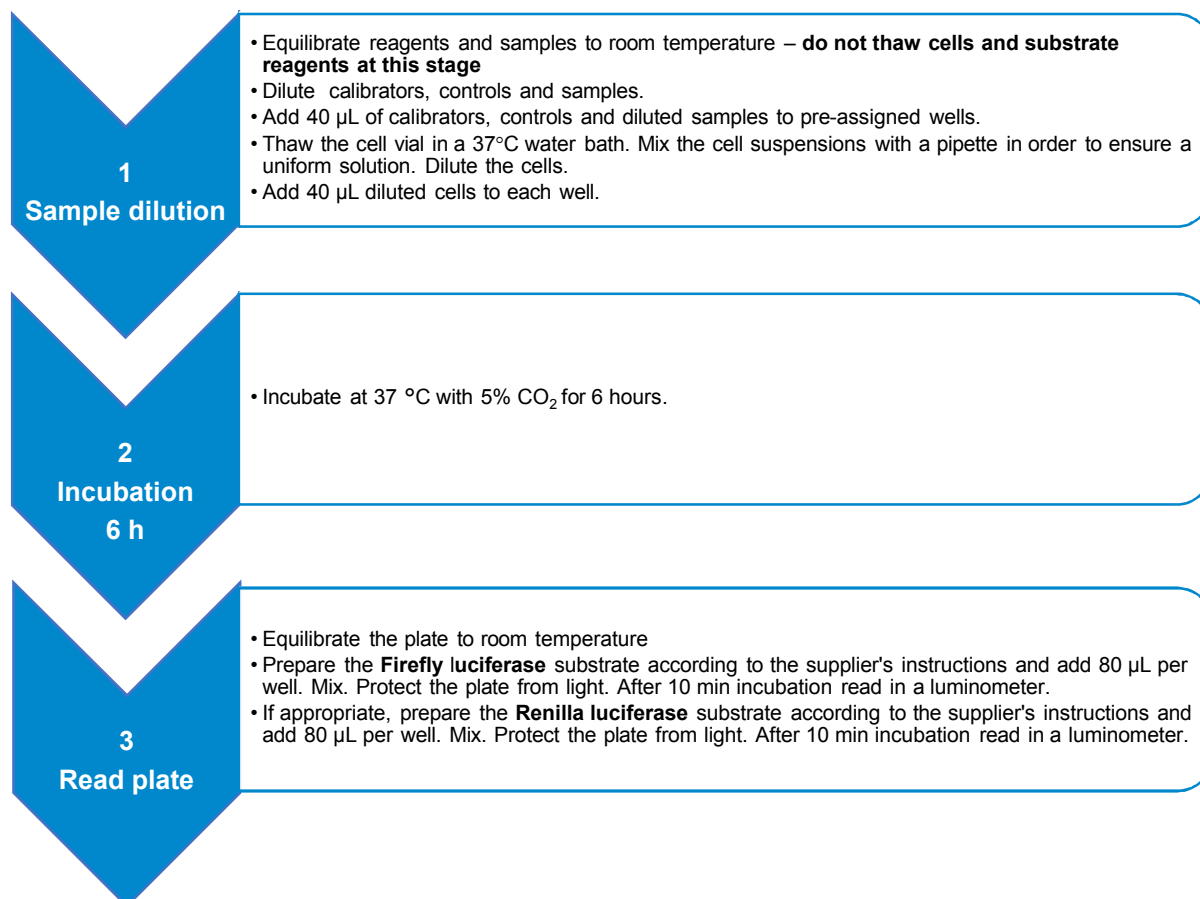 1
Sample dilution
• Equilibrate reagents and samples to room temperature – do not thaw cells and substrate
reagents at this stage
• Dilute calibrators, controls and samples.
• Add 40 µL of calibrators, controls and diluted samples to pre-assigned wells.
• Thaw the cell vial in a 37°C water bath. Mix the cell suspensions with a pipette in order to ensure a
uniform solution. Dilute the cells.
• Add 40 µL diluted cells to each well.
2
Incubation
6 h
• Incubate at 37 °C with 5% CO₂ for 6 hours.
3
Read plate
• Equilibrate the plate to room temperature
• Prepare the Firefly luciferase substrate according to the supplier's instructions and add 80 µL per
well. Mix. Protect the plate from light. After 10 min incubation read in a luminometer.
• If appropriate, prepare the Renilla luciferase substrate according to the supplier's instructions and
add 80 µL per well. Mix. Protect the plate from light. After 10 min incubation read in a luminometer.